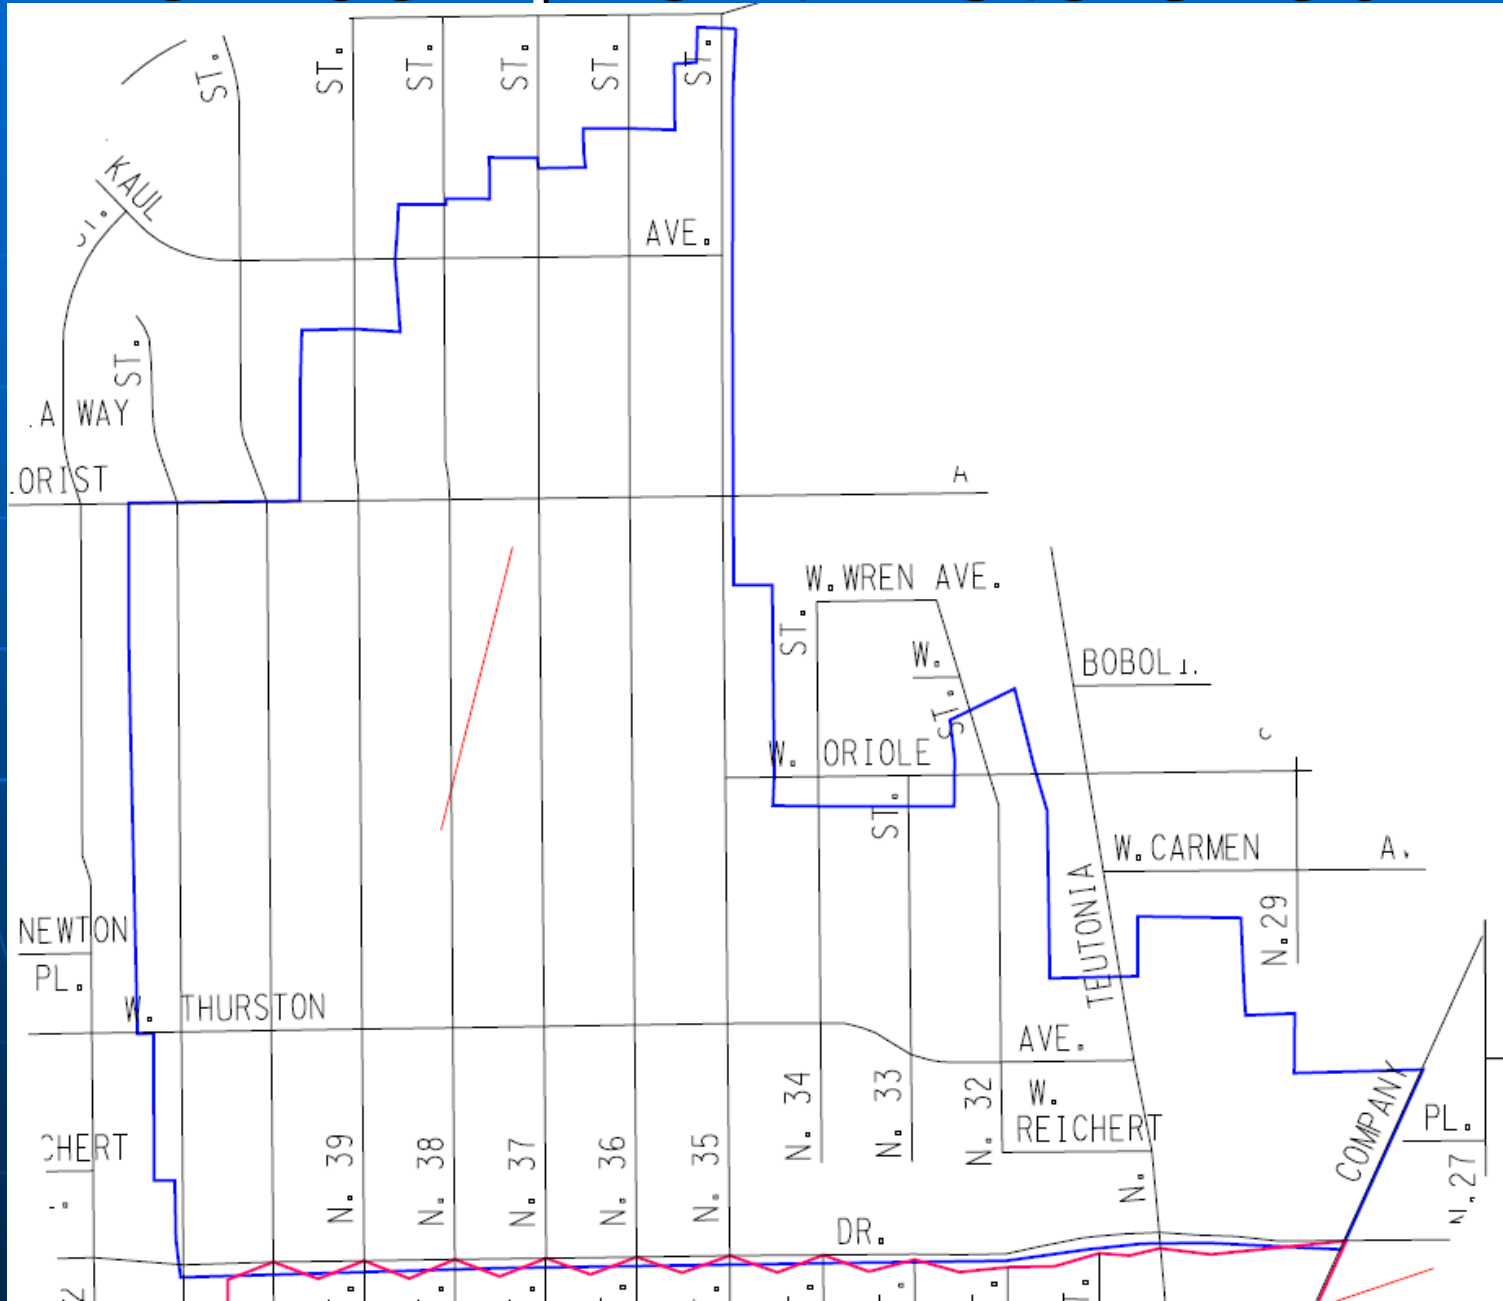 ST.
ST.
ST.
ST.
ST.
ST.
KAUL
AVE.
ST.
A WAY
ORIST
A
W. WREN AVE.
ST.
W.
BOBOL
ST.
W. ORIOLE
ST.
W. CARMEN
A.
TEUTONIA
N. 29
NEWTON
PL.
W. THURSTON
AVE.
N. 34
N. 33
N. 32
W.
REICHERT
COMPANY
PL.
CHERT
N. 39
N. 38
N. 37
N. 36
N. 35
N.
N. 27
DR.